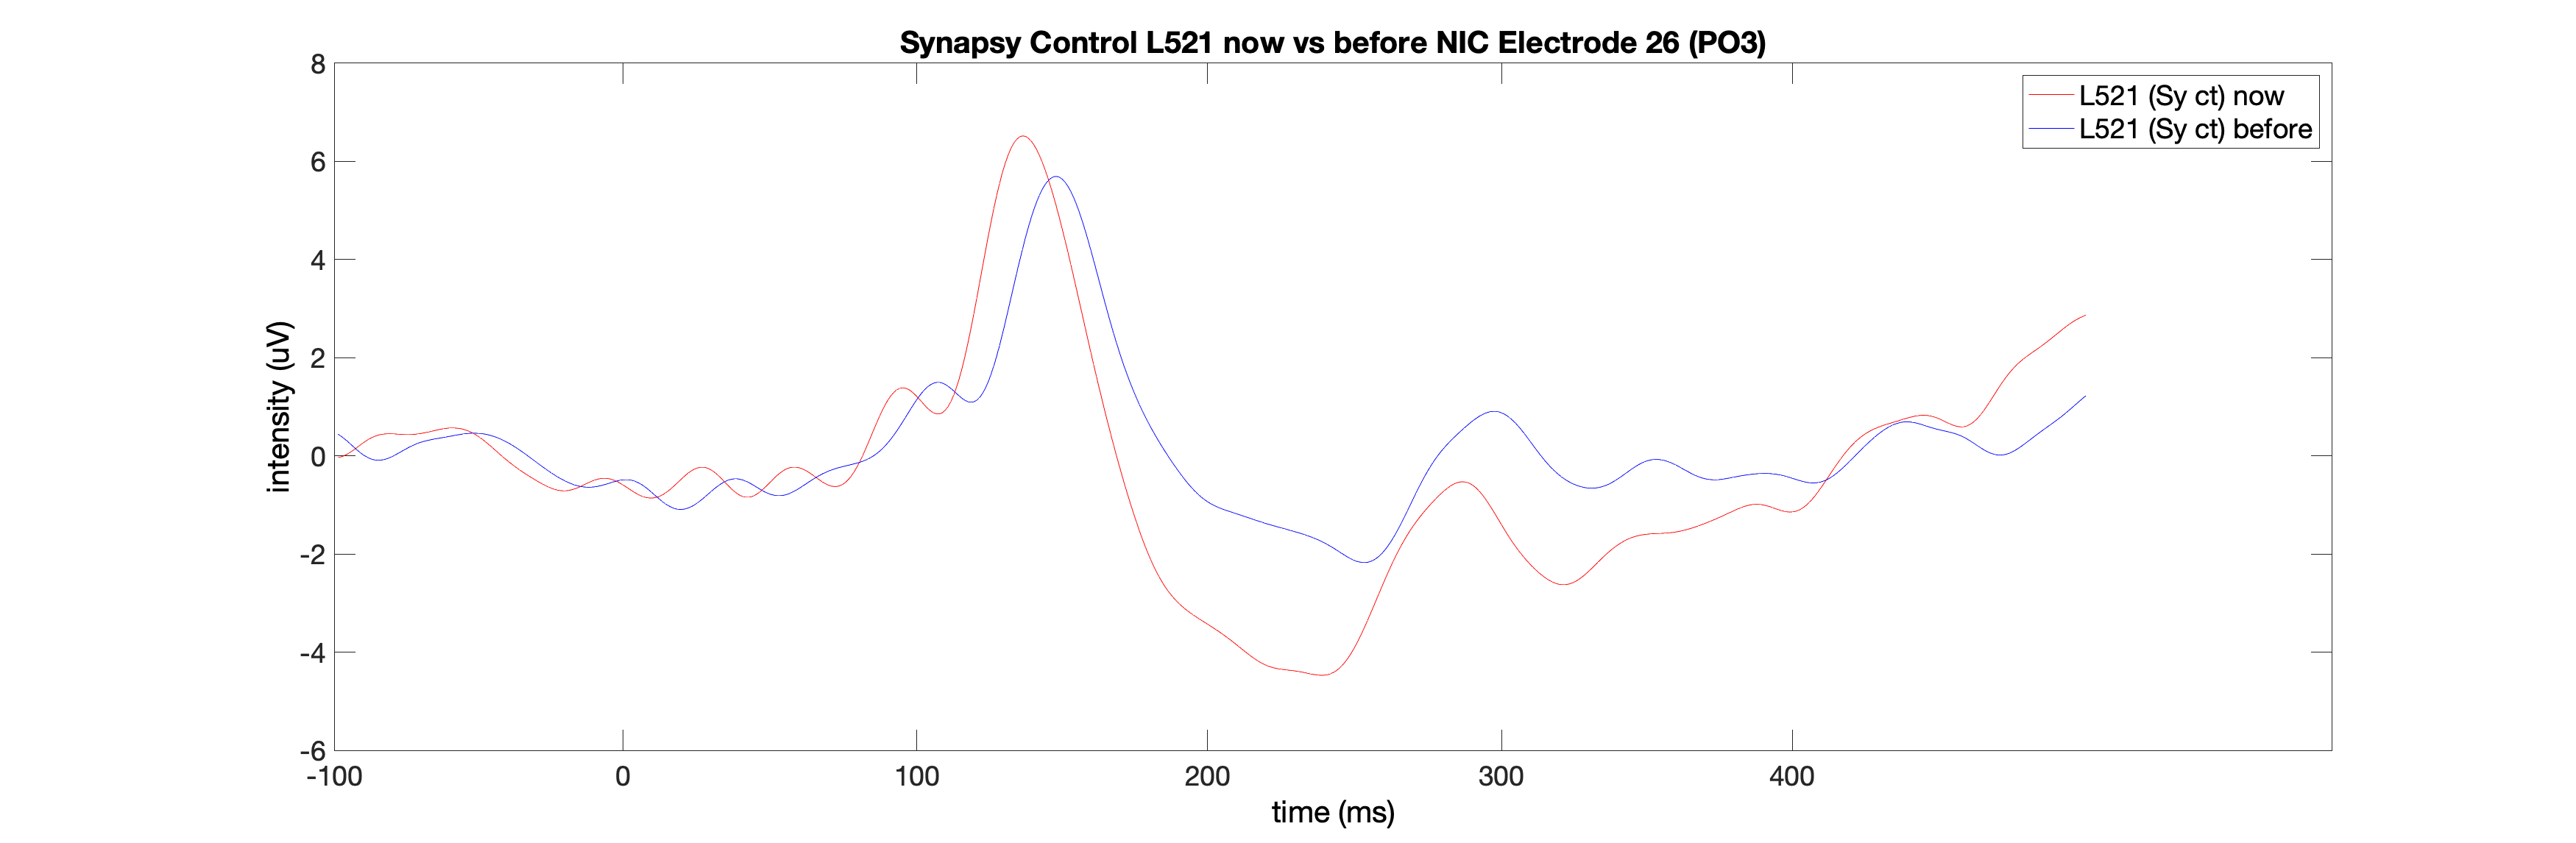 Synapsy Control L521 now vs before NIC Electrode 26 (PO3)
8
6
4
2
0
-2
-4
-6
intensity (uV)
L521 (Sy ct) now
L521 (Sy ct) before
-100 0 100 200 300 400
time (ms)